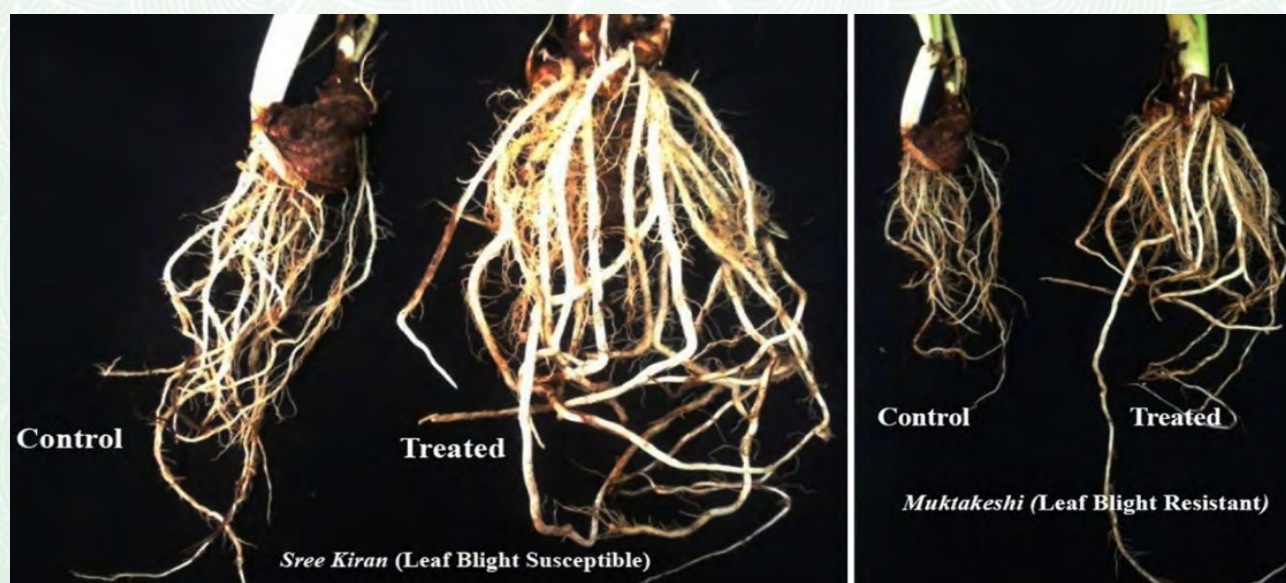 Control
Treated
Sree Kiran (Leaf Blight Susceptible)
Control
Treated
Muktakeshi (Leaf Blight Resistant)